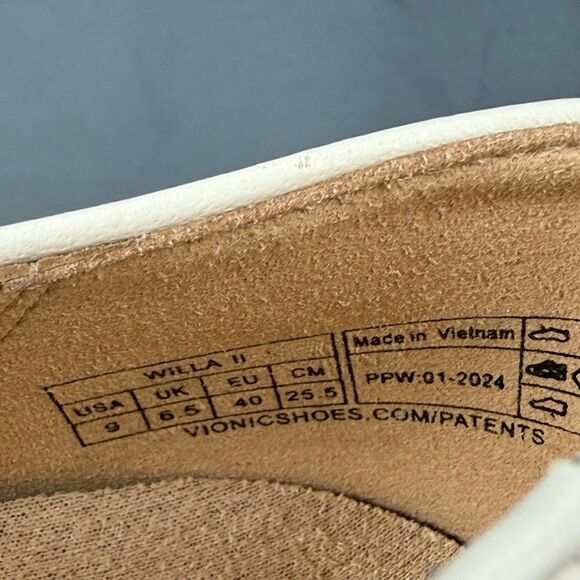 WILLA II
USA UK EU CM
9 6.5 40 25.5
Made in Vietnam
PPW:01-2024
VIONICSHOES.COM/PATENTS